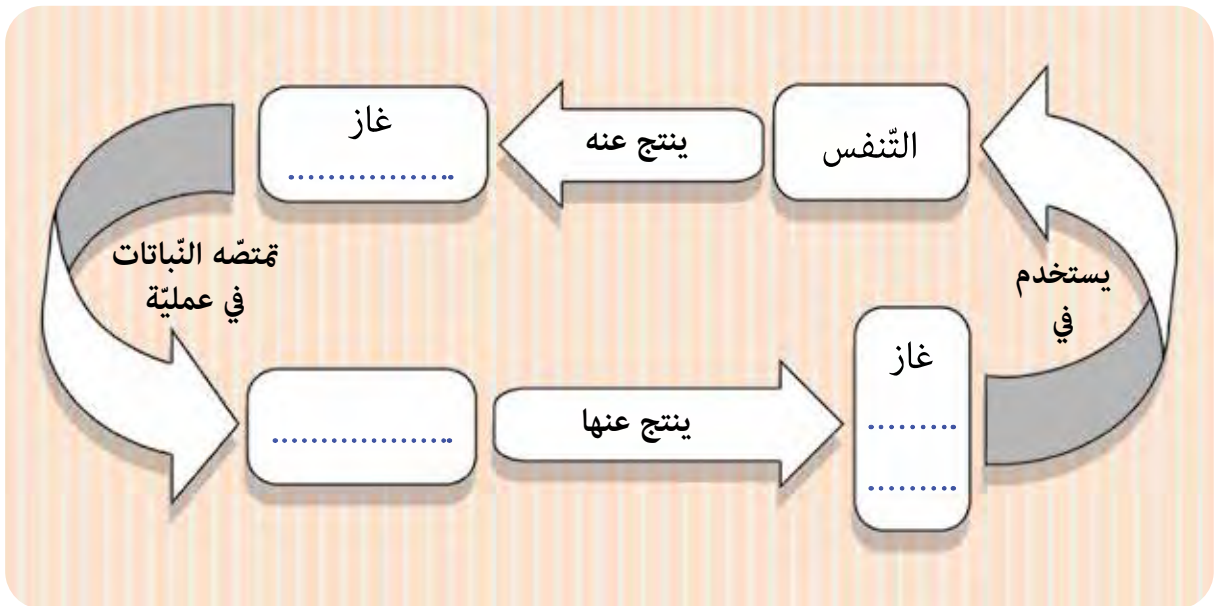 التّنفس
ينتج عنه
غاز
.................
تمتصّه النّباتات
في عمليّة
...................
ينتج عنها
غاز
.........
.........
يستخدم
في